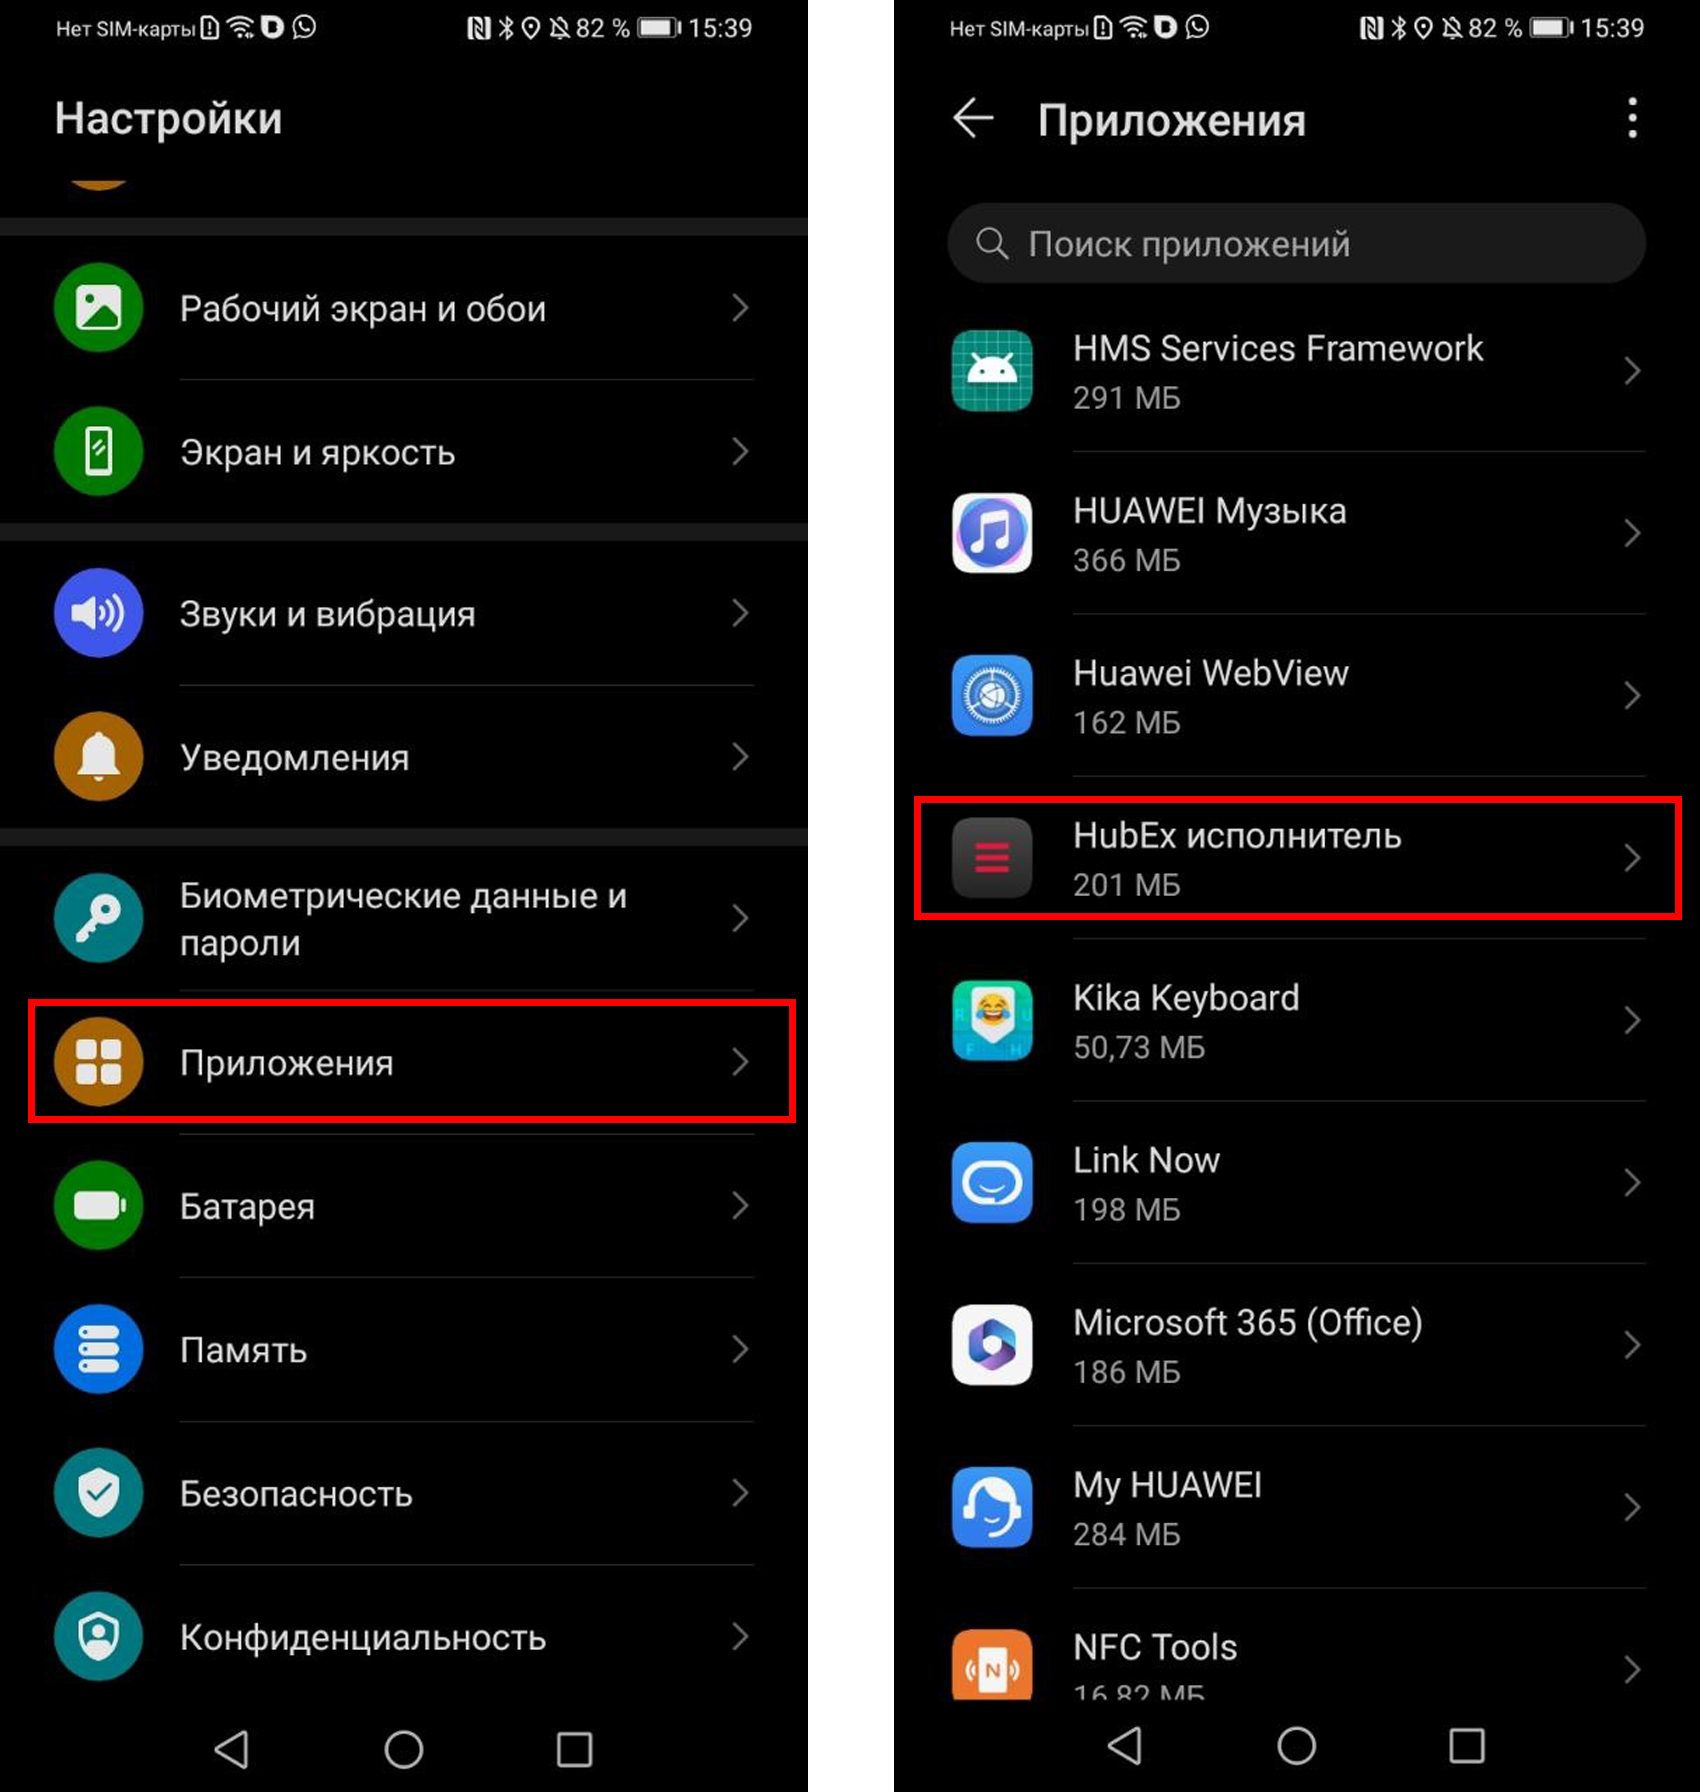 Нет SIM-карты 82 % 15:39
Настройки
Рабочий экран и обои
Экран и яркость
Звуки и вибрация
Уведомления
Биометрические данные и
пароли
Приложения
Батарея
Память
Безопасность
Конфиденциальность
Нет SIM-карты 82 % 15:39
Приложения
Поиск приложений
HMS Services Framework
291 МБ
HUAWEI Музыка
366 МБ
Huawei WebView
162 МБ
HubEx исполнитель
201 МБ
Kika Keyboard
50,73 МБ
Link Now
198 МБ
Microsoft 365 (Office)
186 МБ
My HUAWEI
284 МБ
NFC Tools
16,82 МБ